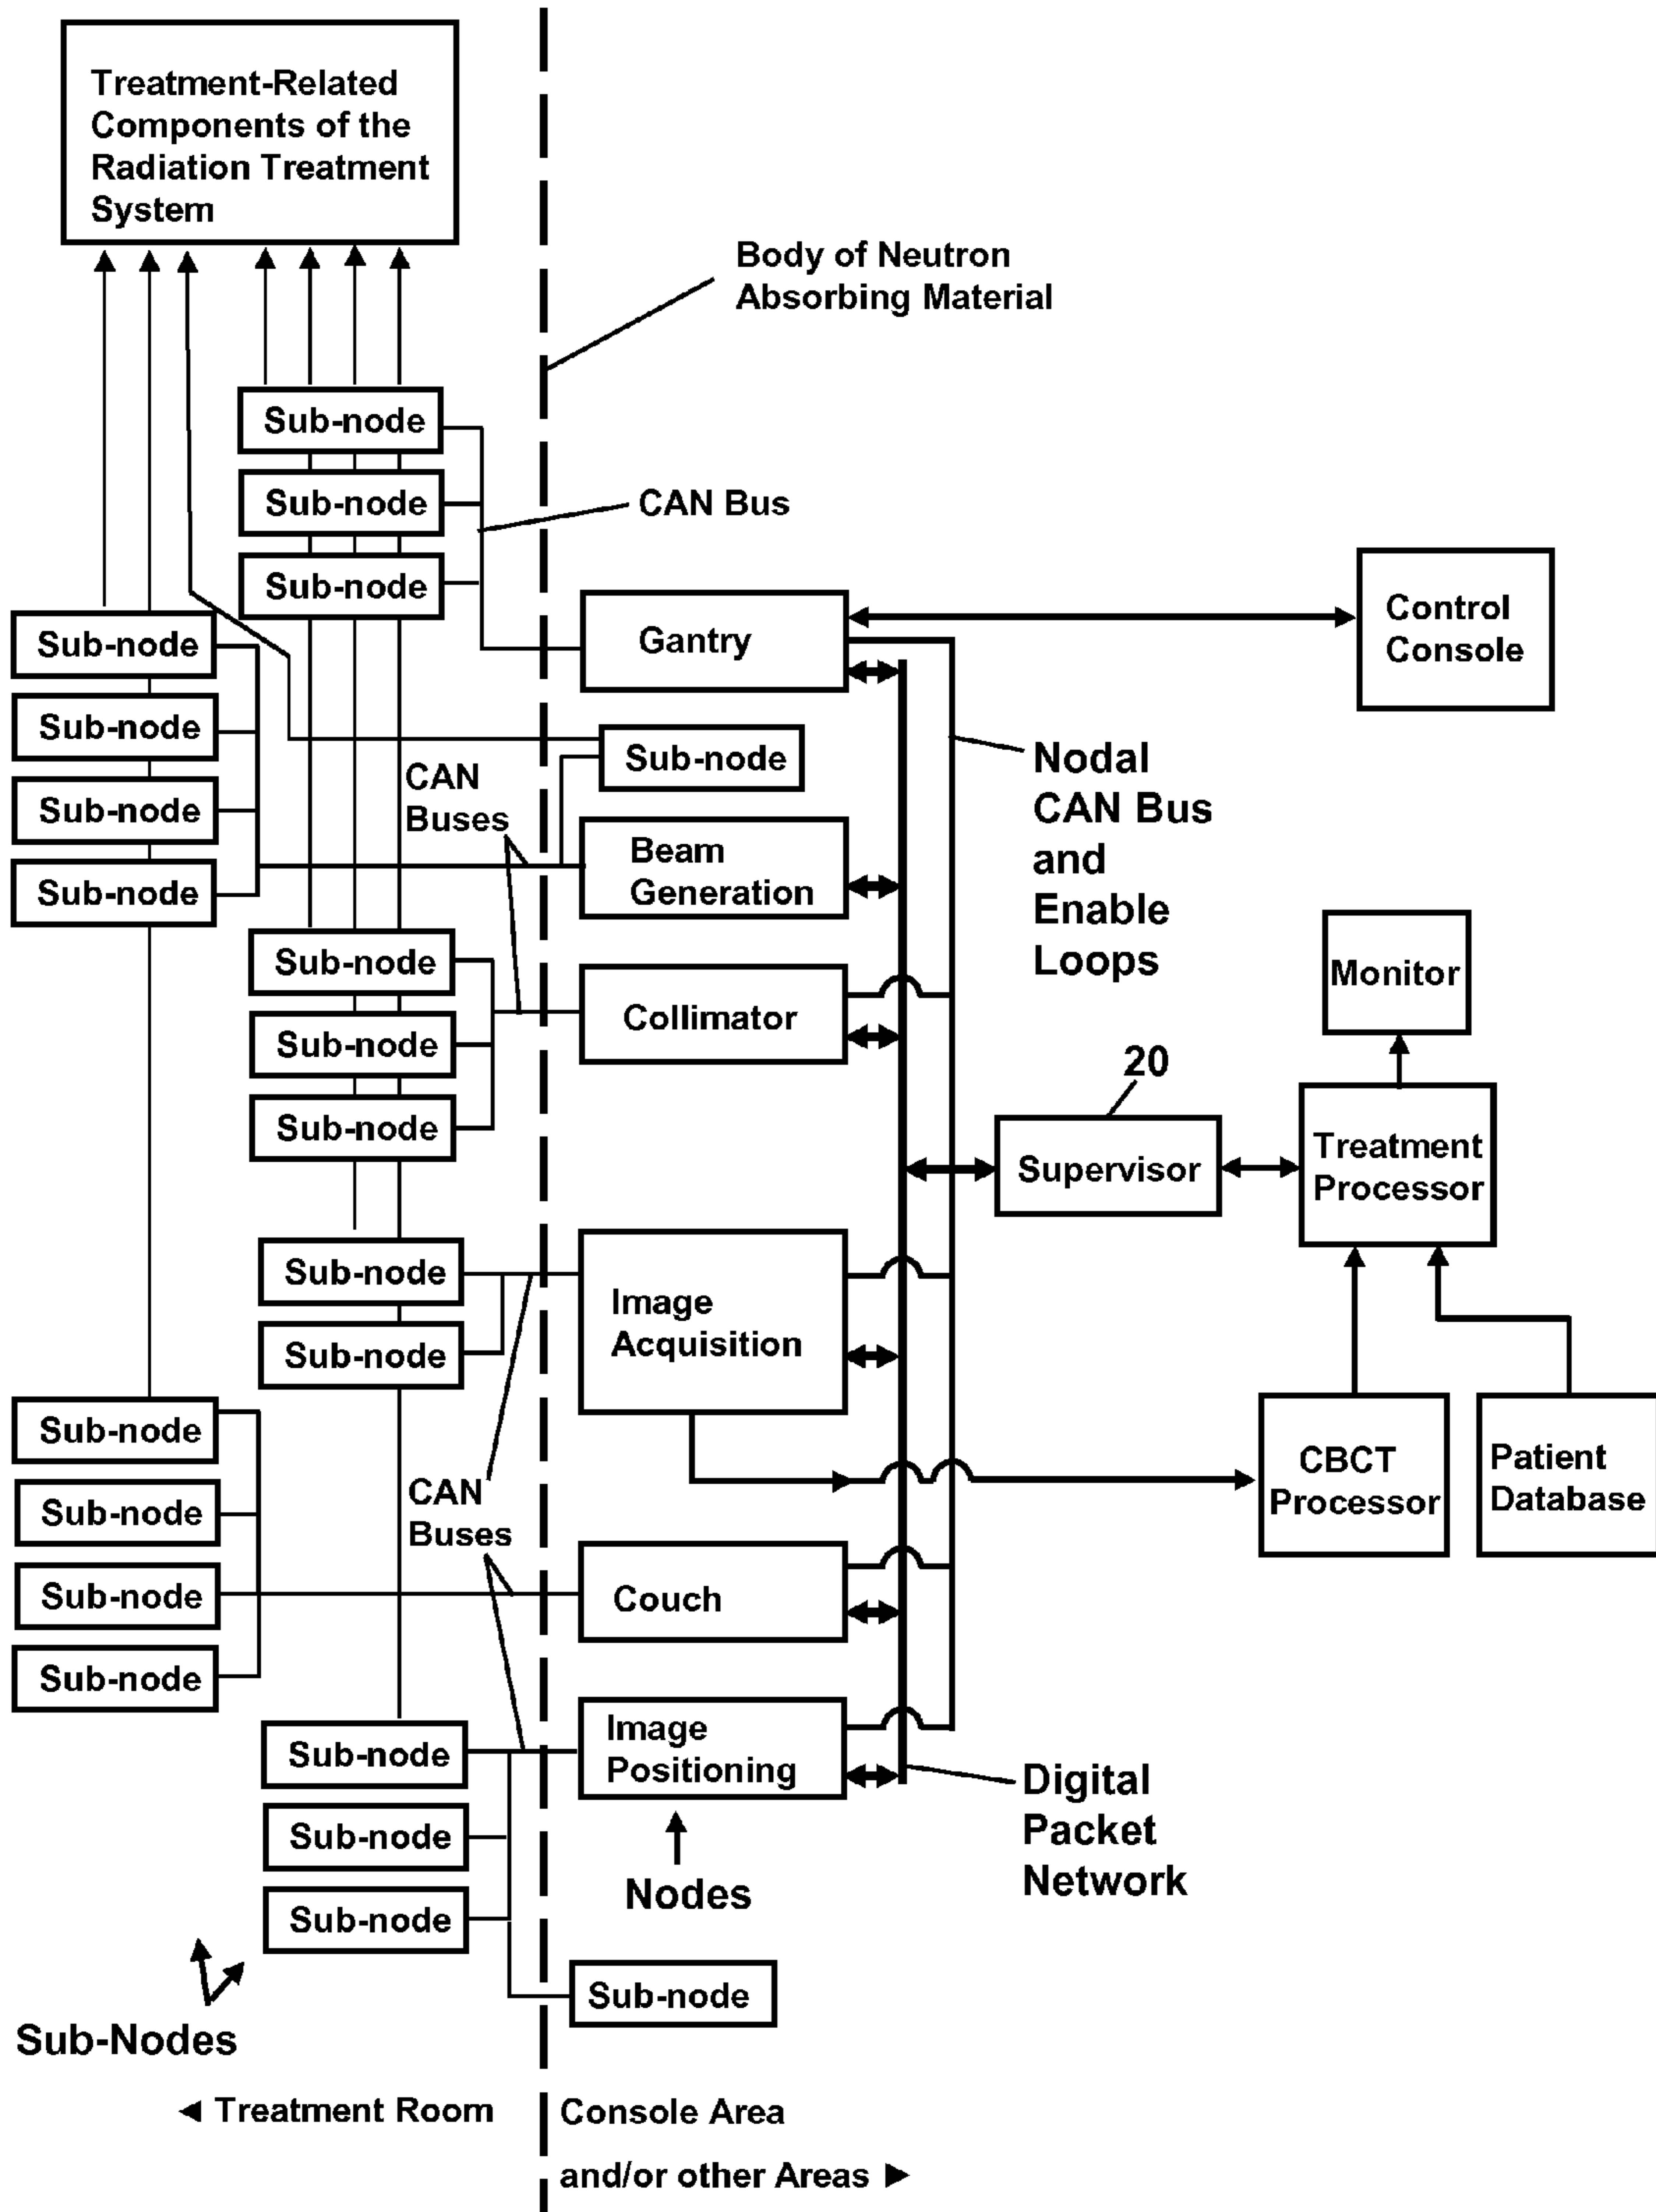 Treatment-Related
Components of the
Radiation Treatment
System
Body of Neutron
Absorbing Material
Sub-node
Sub-node
CAN Bus
Sub-node
Control
Console
Gantry
Sub-node
Sub-node
Sub-node
Nodal
CAN Bus
and
Enable
Loops
CAN
Buses
Sub-node
Beam
Generation
Sub-node
Sub-node
Monitor
Collimator
Sub-node
Sub-node
20
Supervisor
Treatment
Processor
Sub-node
Image
Acquisition
Sub-node
Sub-node
CBCT
Processor
Patient
Database
CAN
Buses
Sub-node
Sub-node
Couch
Sub-node
Sub-node
Image
Positioning
Digital
Packet
Network
Sub-node
Nodes
Sub-node
Sub-node
Sub-Nodes
◄ Treatment Room
Console Area
and/or other Areas ►